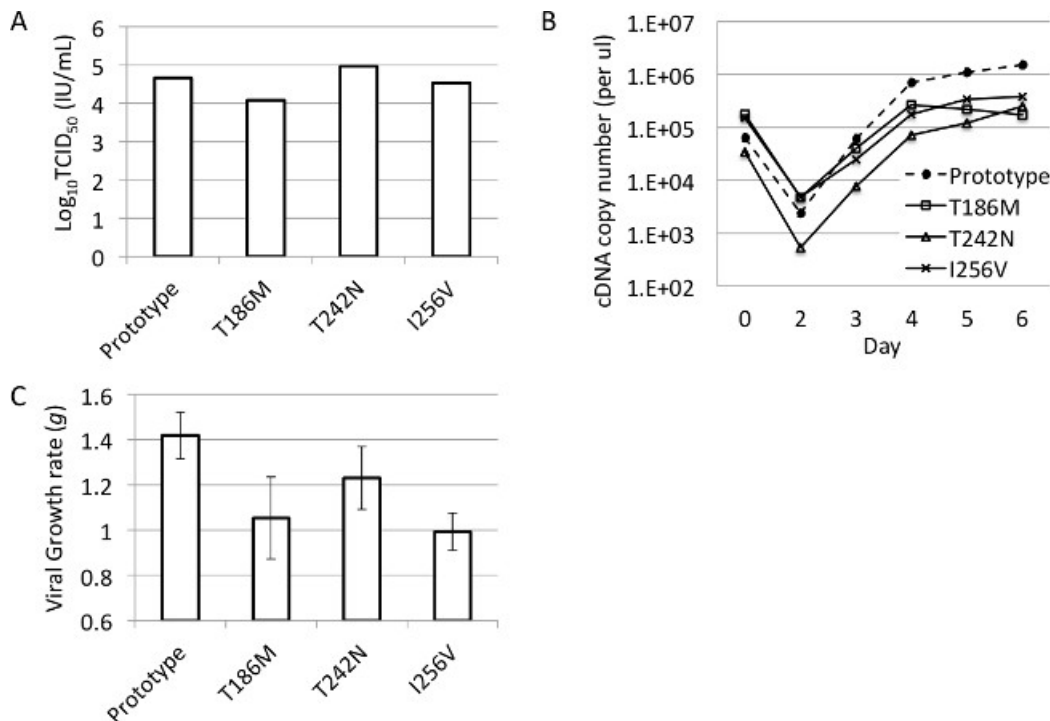 A
Log10TCID50 (IU/mL)
6
5
4
3
2
1
0
Prototype
T186M
T242N
I256V
B
cDNA copy number (per ul)
1.E+07
1.E+06
1.E+05
1.E+04
1.E+03
1.E+02
0 2 3 4 5 6
Day
Prototype
T186M
T242N
I256V
C
Viral Growth rate (g)
1.6
1.4
1.2
1
0.8
0.6
Prototype
T186M
T242N
I256V